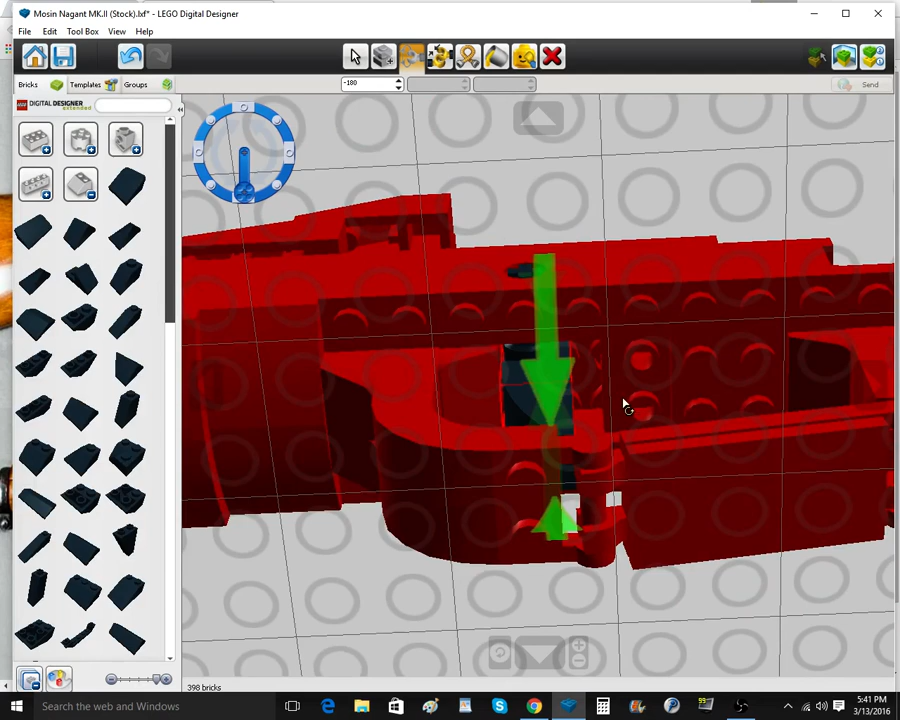 Mosin Nagant MK.II (Stock).lxf* - LEGO Digital Designer
File Edit Tool Box View Help
Bricks Templates Groups
-180
Send
DIGITAL DESIGNER
extended
398 bricks
Search the web and Windows
99
5:41 PM
3/13/2016